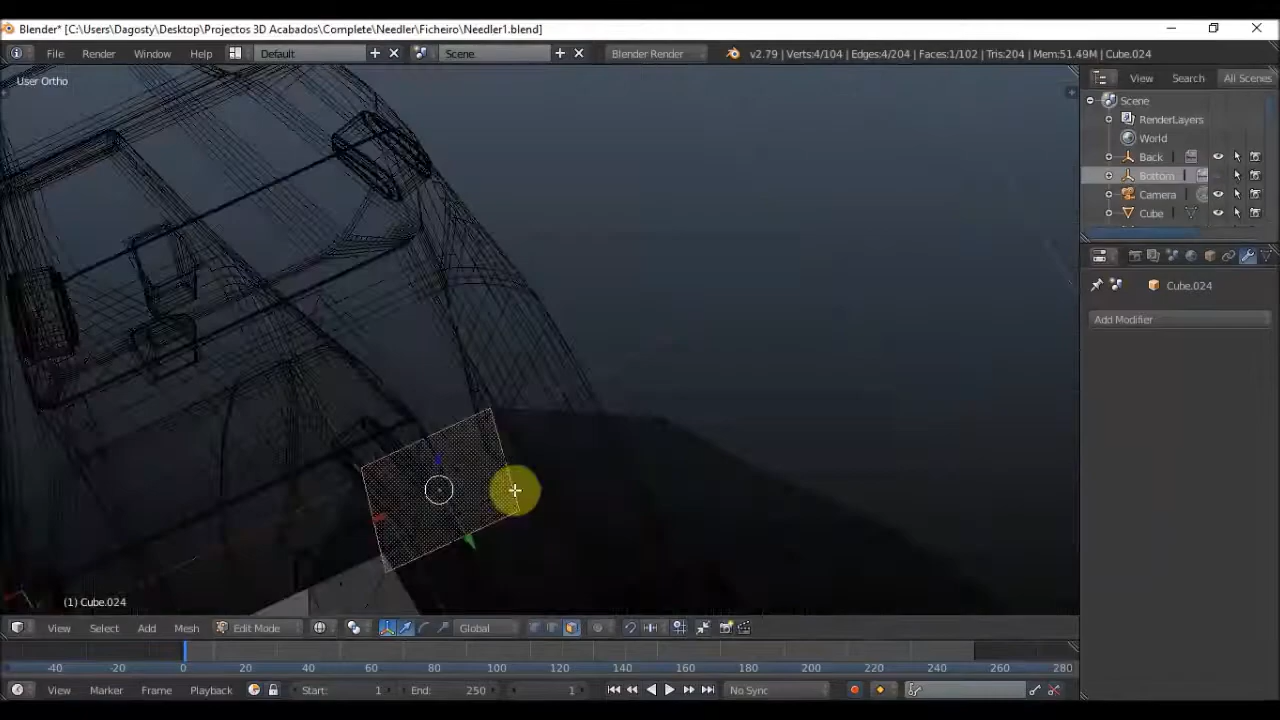 Blender* [C:\Users\Dagosty\Desktop\Projectos 3D Acabados\Complete\Needler\Ficheiro\Needler1.blend]
File Render Window Help Default Scene Blender Render v2.79 | Verts:4/104 | Edges:4/204 | Faces:1/102 | Tris:204 | Mem:51.49M | Cube.024
User Ortho
View Search All Scenes
Scene
RenderLayers
World
Back
Bottom
Camera
Cube
Cube.024
Add Modifier
(1) Cube.024
View Select Add Mesh Edit Mode Global
-40 -20 0 20 40 60 80 100 120 140 160 180 200 220 240 260 280
View Marker Frame Playback Start: 1 End: 250 1 No Sync